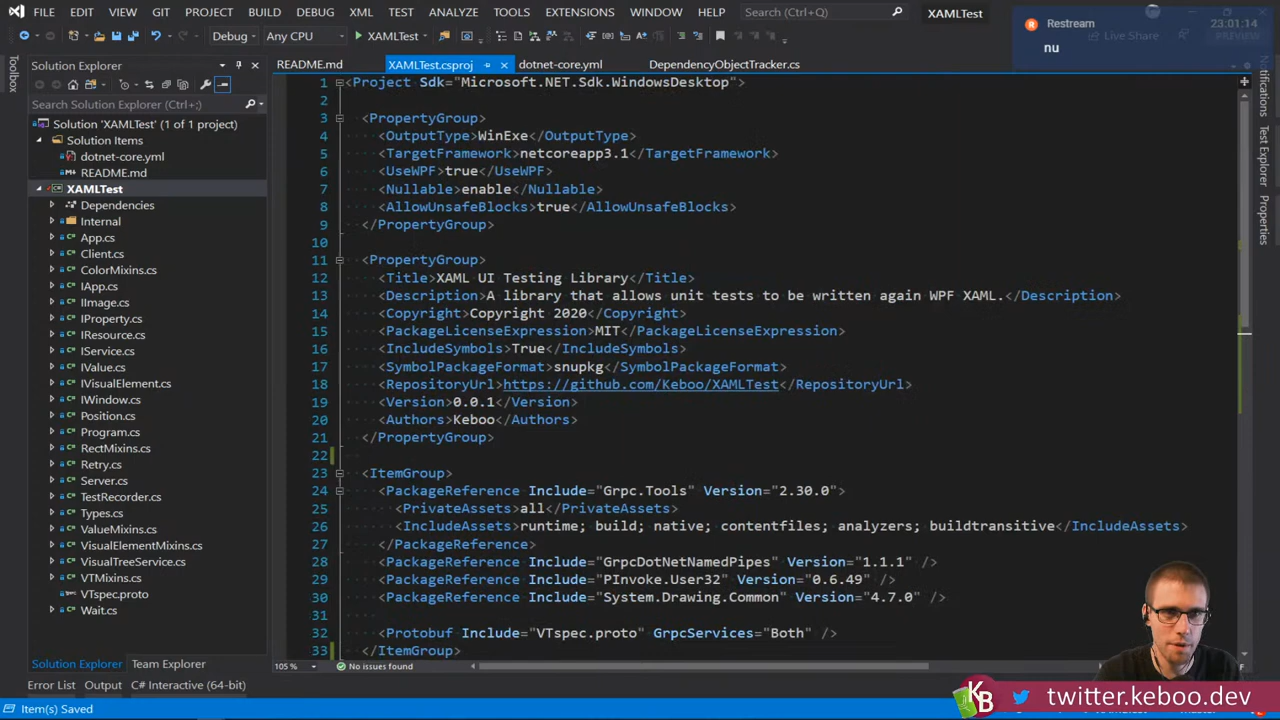 FILE EDIT VIEW GIT PROJECT BUILD DEBUG XML TEST ANALYZE TOOLS EXTENSIONS WINDOW HELP Search (Ctrl+Q) XAMLTest
Restream 23:01:14
nu Live Share PREVIEW
Debug Any CPU XAMLTest
Toolbox
Solution Explorer
README.md XAMLTest.csproj dotnet-core.yml DependencyObjectTracker.cs
Search Solution Explorer (Ctrl+;)
Solution 'XAMLTest' (1 of 1 project)
Solution Items
dotnet-core.yml
README.md
XAMLTest
Dependencies
Internal
App.cs
Client.cs
ColorMixins.cs
IApp.cs
IImage.cs
IProperty.cs
IResource.cs
IService.cs
IValue.cs
IVisualElement.cs
IWindow.cs
Position.cs
Program.cs
RectMixins.cs
Retry.cs
Server.cs
TestRecorder.cs
Types.cs
ValueMixins.cs
VisualElementMixins.cs
VisualTreeService.cs
VTMixins.cs
VTspec.proto
Wait.cs
1 <Project Sdk="Microsoft.NET.Sdk.WindowsDesktop">
2
3 <PropertyGroup>
4 <OutputType>WinExe</OutputType>
5 <TargetFramework>netcoreapp3.1</TargetFramework>
6 <UseWPF>true</UseWPF>
7 <Nullable>enable</Nullable>
8 <AllowUnsafeBlocks>true</AllowUnsafeBlocks>
9 </PropertyGroup>
10
11 <PropertyGroup>
12 <Title>XAML UI Testing Library</Title>
13 <Description>A library that allows unit tests to be written again WPF XAML.</Description>
14 <Copyright>Copyright 2020</Copyright>
15 <PackageLicenseExpression>MIT</PackageLicenseExpression>
16 <IncludeSymbols>True</IncludeSymbols>
17 <SymbolPackageFormat>snupkg</SymbolPackageFormat>
18 <RepositoryUrl>https://github.com/Keboo/XAMLTest</RepositoryUrl>
19 <Version>0.0.1</Version>
20 <Authors>Keboo</Authors>
21 </PropertyGroup>
22
23 <ItemGroup>
24 <PackageReference Include="Grpc.Tools" Version="2.30.0">
25 <PrivateAssets>all</PrivateAssets>
26 <IncludeAssets>runtime; build; native; contentfiles; analyzers; buildtransitive</IncludeAssets>
27 </PackageReference>
28 <PackageReference Include="GrpcDotNetNamedPipes" Version="1.1.1" />
29 <PackageReference Include="PInvoke.User32" Version="0.6.49" />
30 <PackageReference Include="System.Drawing.Common" Version="4.7.0" />
31
32 <Protobuf Include="VTspec.proto" GrpcServices="Both" />
33 </ItemGroup>
Notifications
Test Explorer
Properties
105 % No issues found
Solution Explorer Team Explorer
Error List Output C# Interactive (64-bit)
Item(s) Saved
KB twitter.keboo.dev